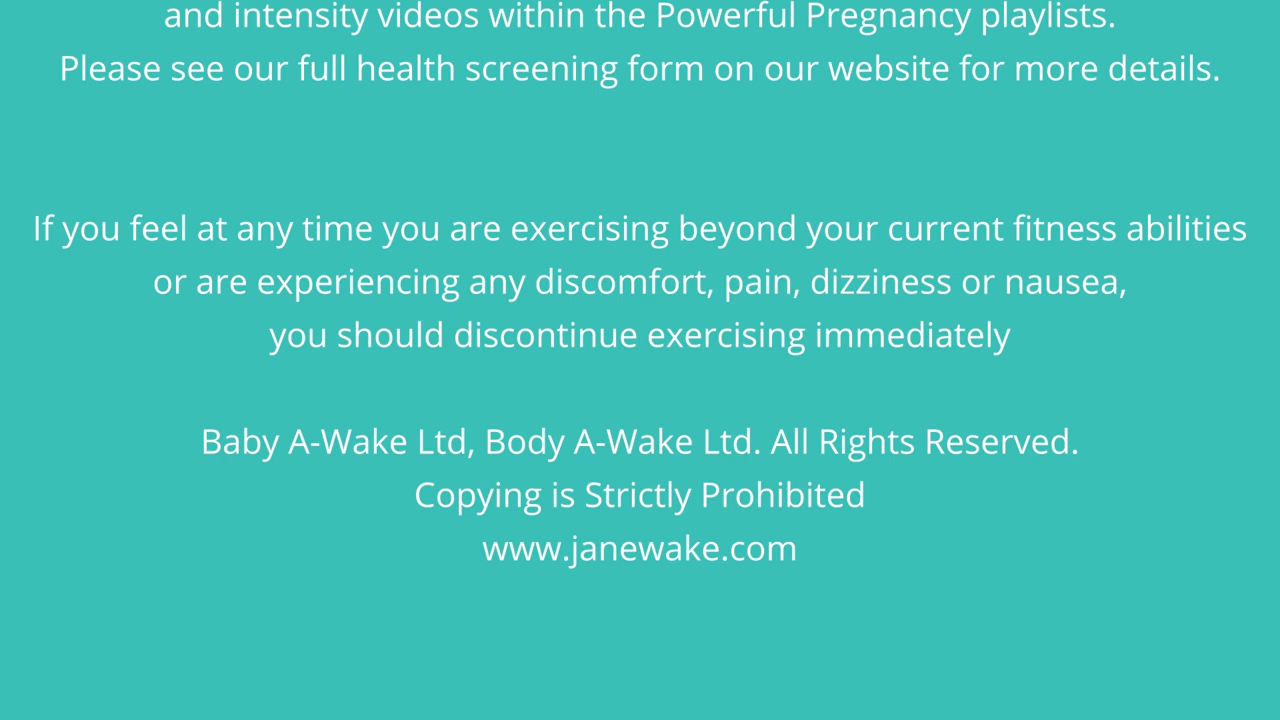 and intensity videos within the Powerful Pregnancy playlists.
Please see our full health screening form on our website for more details.
If you feel at any time you are exercising beyond your current fitness abilities
or are experiencing any discomfort, pain, dizziness or nausea,
you should discontinue exercising immediately
Baby A-Wake Ltd, Body A-Wake Ltd. All Rights Reserved.
Copying is Strictly Prohibited
www.janewake.com